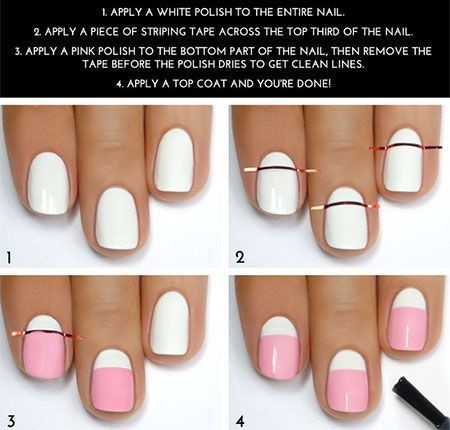 1. APPLY A WHITE POLISH TO THE ENTIRE NAIL.
2. APPLY A PIECE OF STRIPING TAPE ACROSS THE TOP THIRD OF THE NAIL.
3. APPLY A PINK POLISH TO THE BOTTOM PART OF THE NAIL, THEN REMOVE THE
TAPE BEFORE THE POLISH DRIES TO GET CLEAN LINES.
4. APPLY A TOP COAT AND YOU'RE DONE!
1
2
3
4